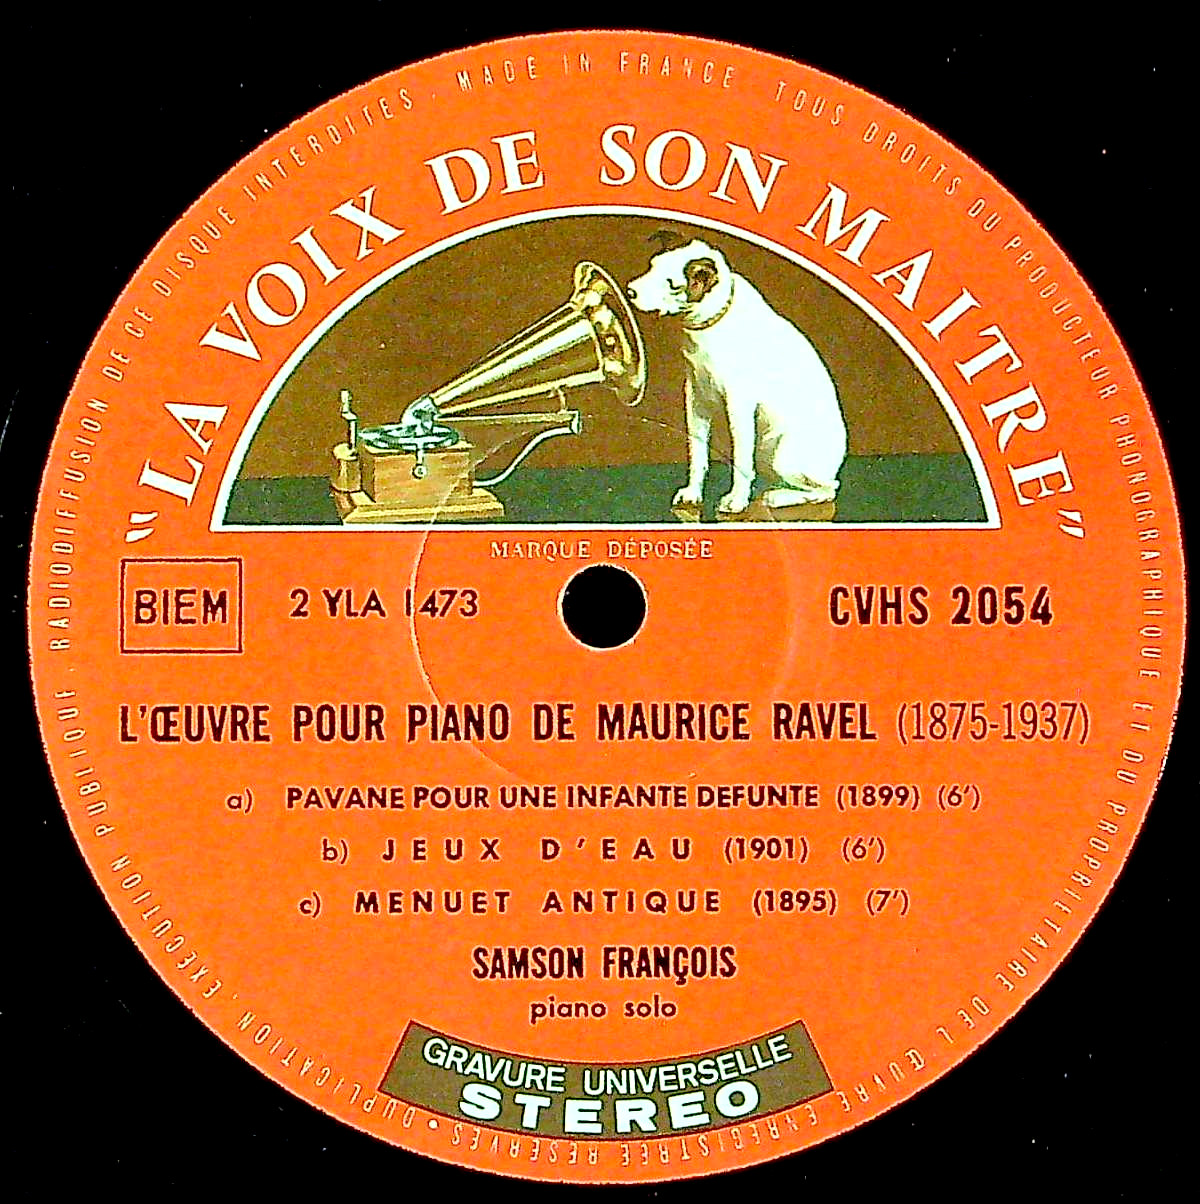 MADE IN FRANCE TOUS DROITS DU PRODUCTEUR PHONOGRAPHIQUE ET DU PROPRIETAIRE DE L'ŒUVRE ENREGISTREE RESERVES • DUPLICATION . EXECUTION PUBLIQUE . RADIODIFFUSION DE CE DISQUE INTERDITES .
"LA VOIX DE SON MAITRE"
MARQUE DÉPOSÉE
BIEM 2 YLA 1473 CVHS 2054
L'ŒUVRE POUR PIANO DE MAURICE RAVEL (1875-1937)
a) PAVANE POUR UNE INFANTE DEFUNTE (1899) (6')
b) JEUX D'EAU (1901) (6')
c) MENUET ANTIQUE (1895) (7')
SAMSON FRANÇOIS
piano solo
GRAVURE UNIVERSELLE
STEREO